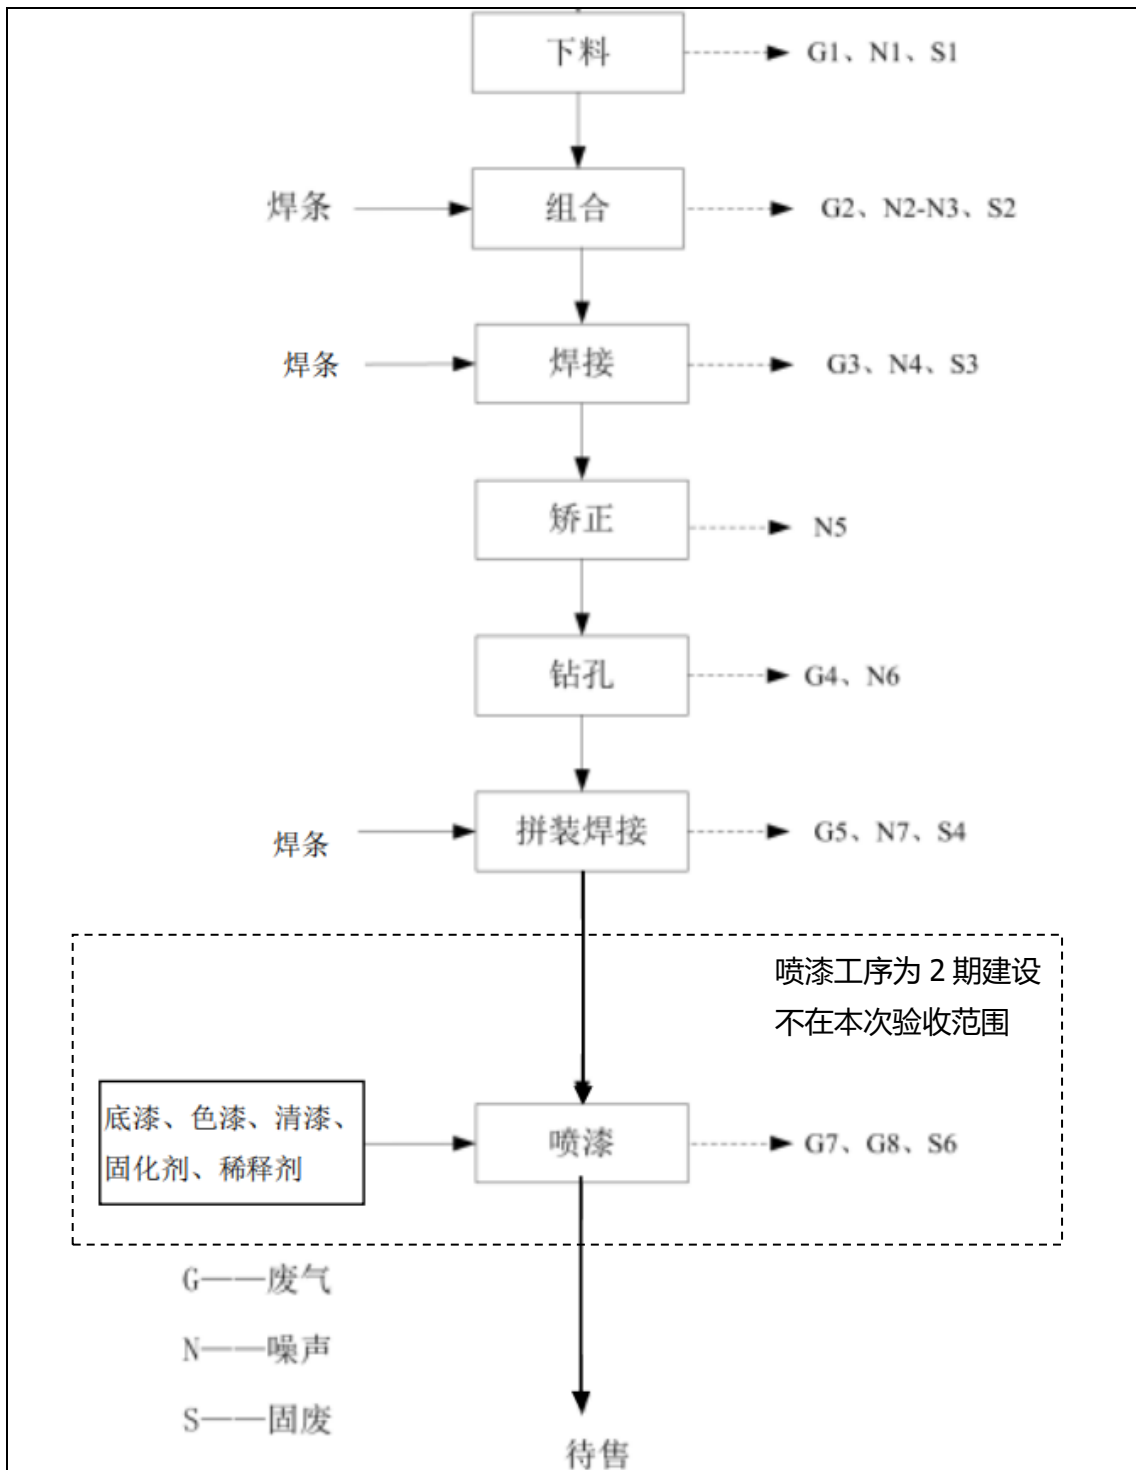 下料
G1、N1、S1
焊条
组合
G2、N2-N3、S2
焊条
焊接
G3、N4、S3
矫正
N5
钻孔
G4、N6
焊条
拼装焊接
G5、N7、S4
喷漆工序为 2 期建设
不在本次验收范围
底漆、色漆、清漆、
固化剂、稀释剂
喷漆
G7、G8、S6
G——废气
N——噪声
S——固废
待售